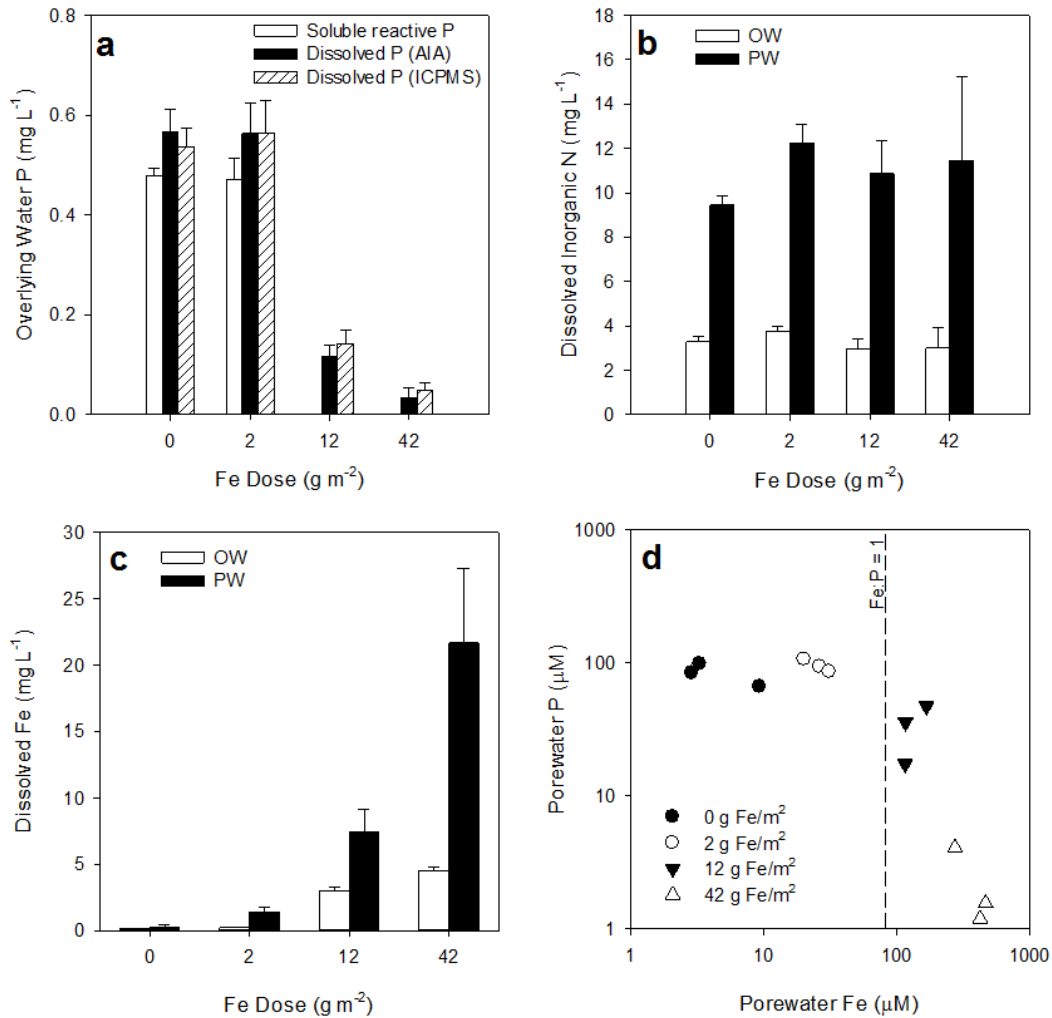 a
Soluble reactive P
Dissolved P (AIA)
Dissolved P (ICPMS)
Overlying Water P (mg L⁻¹)
0.8
0.6
0.4
0.2
0.0
0 2 12 42
Fe Dose (g m⁻²)
b
OW
PW
Dissolved Inorganic N (mg L⁻¹)
18
16
14
12
10
8
6
4
2
0
0 2 12 42
Fe Dose (g m⁻²)
c
OW
PW
Dissolved Fe (mg L⁻¹)
30
25
20
15
10
5
0
0 2 12 42
Fe Dose (g m⁻²)
d
Fe:P = 1
Porewater P (µM)
1000
100
10
1
0 g Fe/m²
2 g Fe/m²
12 g Fe/m²
42 g Fe/m²
1 10 100 1000
Porewater Fe (µM)